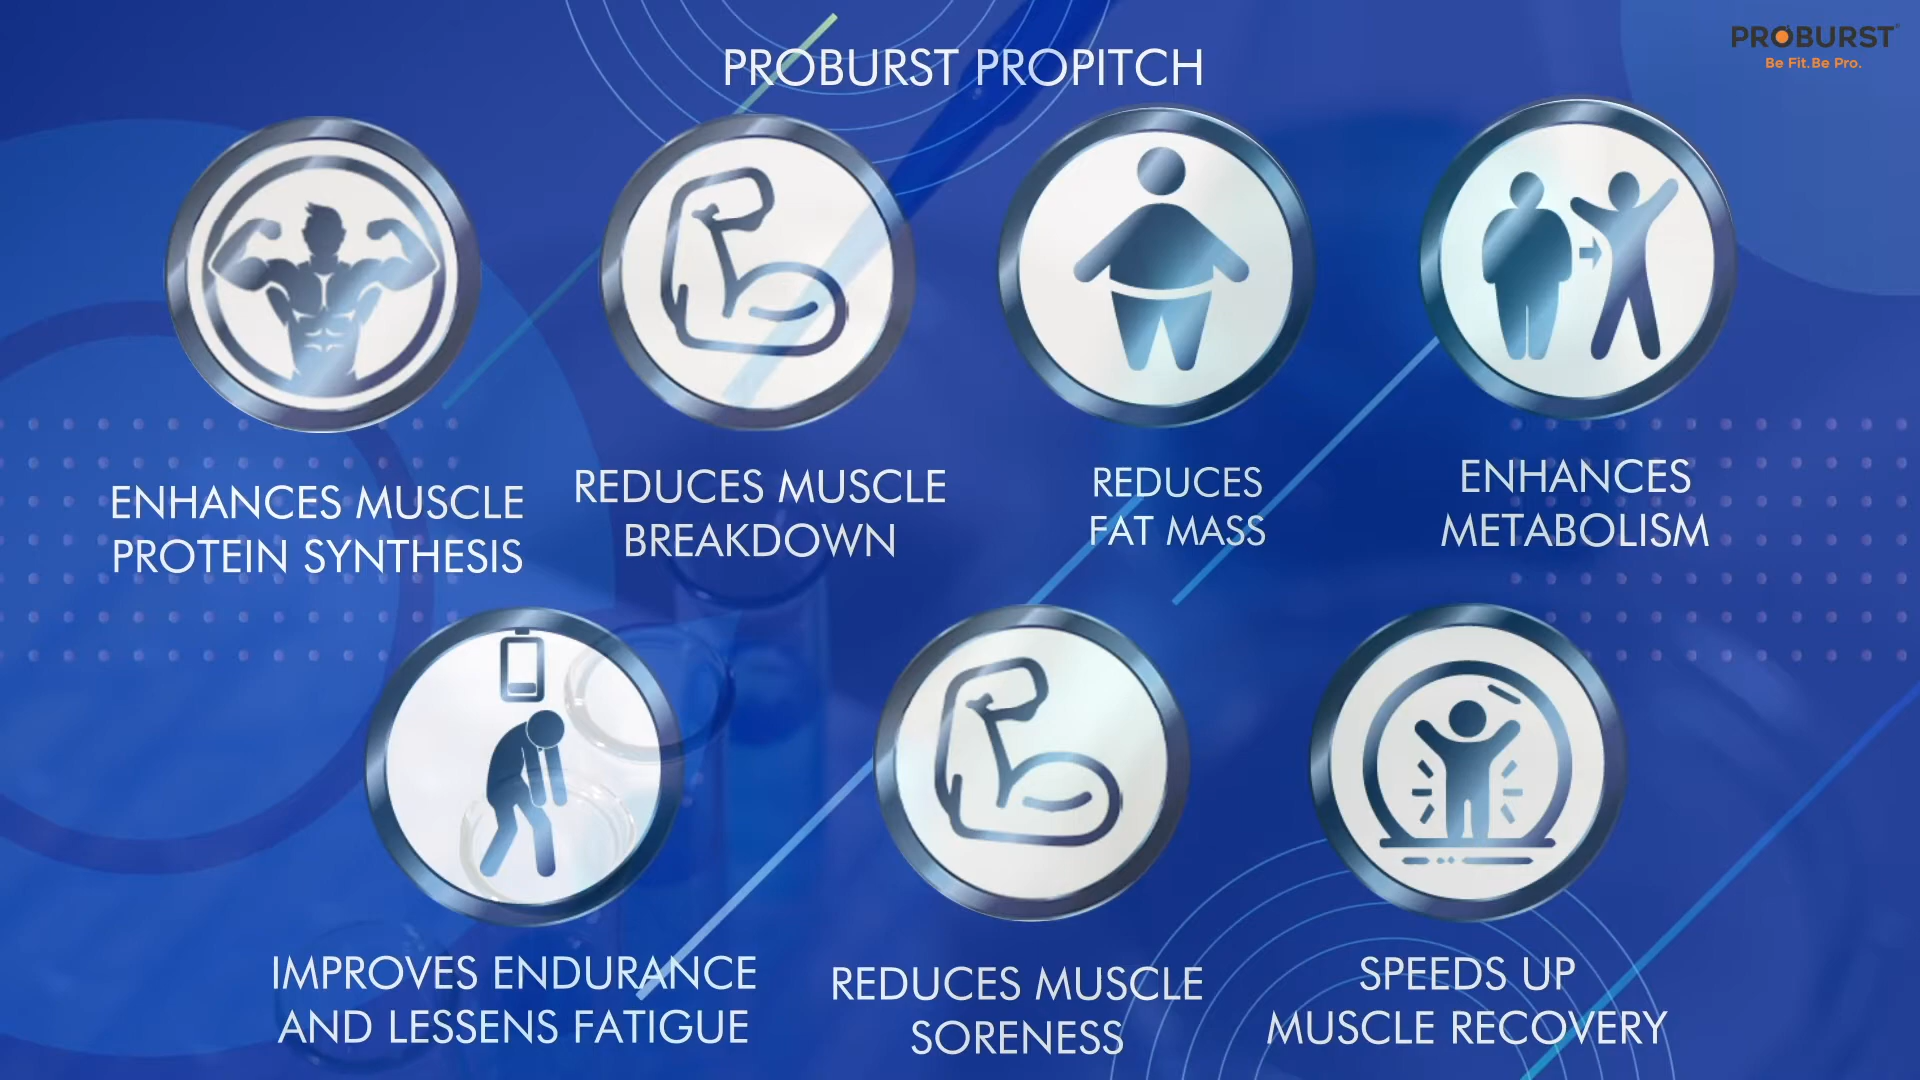 PROBURST PROPITCH
PROBURST
Be Fit.Be Pro.
ENHANCES MUSCLE
PROTEIN SYNTHESIS
REDUCES MUSCLE
BREAKDOWN
REDUCES
FAT MASS
ENHANCES
METABOLISM
IMPROVES ENDURANCE
AND LESSENS FATIGUE
REDUCES MUSCLE
SORENESS
SPEEDS UP
MUSCLE RECOVERY